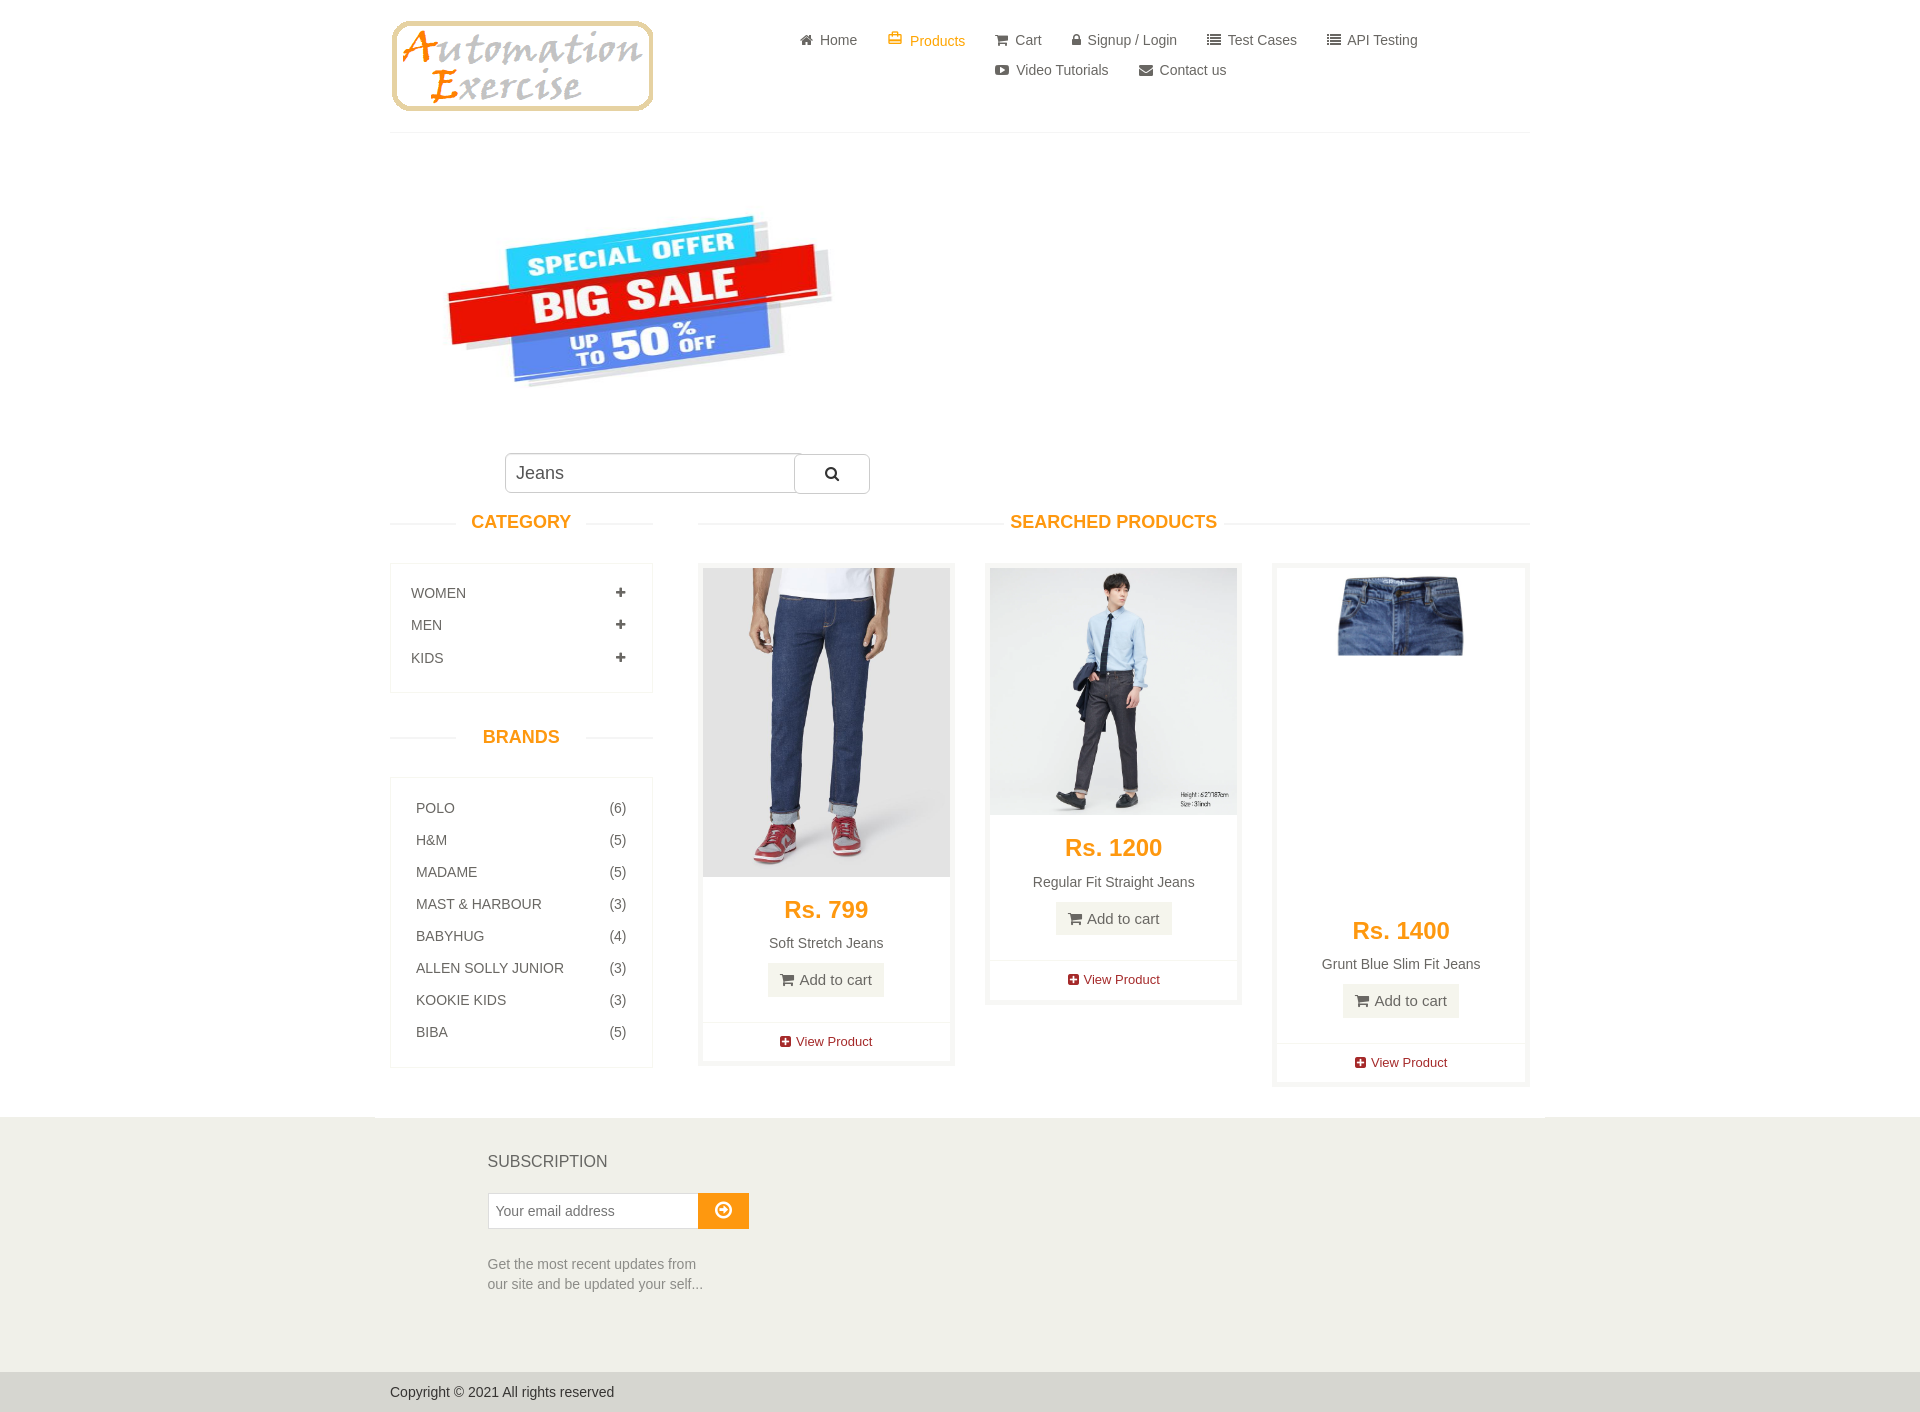 Automation
Exercise
Home
Products
Cart
Signup / Login
Test Cases
API Testing
Video Tutorials
Contact us
SPECIAL OFFER
BIG SALE
UP TO 50% OFF
Jeans
CATEGORY
WOMEN
MEN
KIDS
BRANDS
POLO (6)
H&M (5)
MADAME (5)
MAST & HARBOUR (3)
BABYHUG (4)
ALLEN SOLLY JUNIOR (3)
KOOKIE KIDS (3)
BIBA (5)
SEARCHED PRODUCTS
Rs. 799
Soft Stretch Jeans
Add to cart
View Product
Height : 6'2"/187cm
Size : 31inch
Rs. 1200
Regular Fit Straight Jeans
Add to cart
View Product
Rs. 1400
Grunt Blue Slim Fit Jeans
Add to cart
View Product
SUBSCRIPTION
Your email address
Get the most recent updates from
our site and be updated your self...
Copyright © 2021 All rights reserved